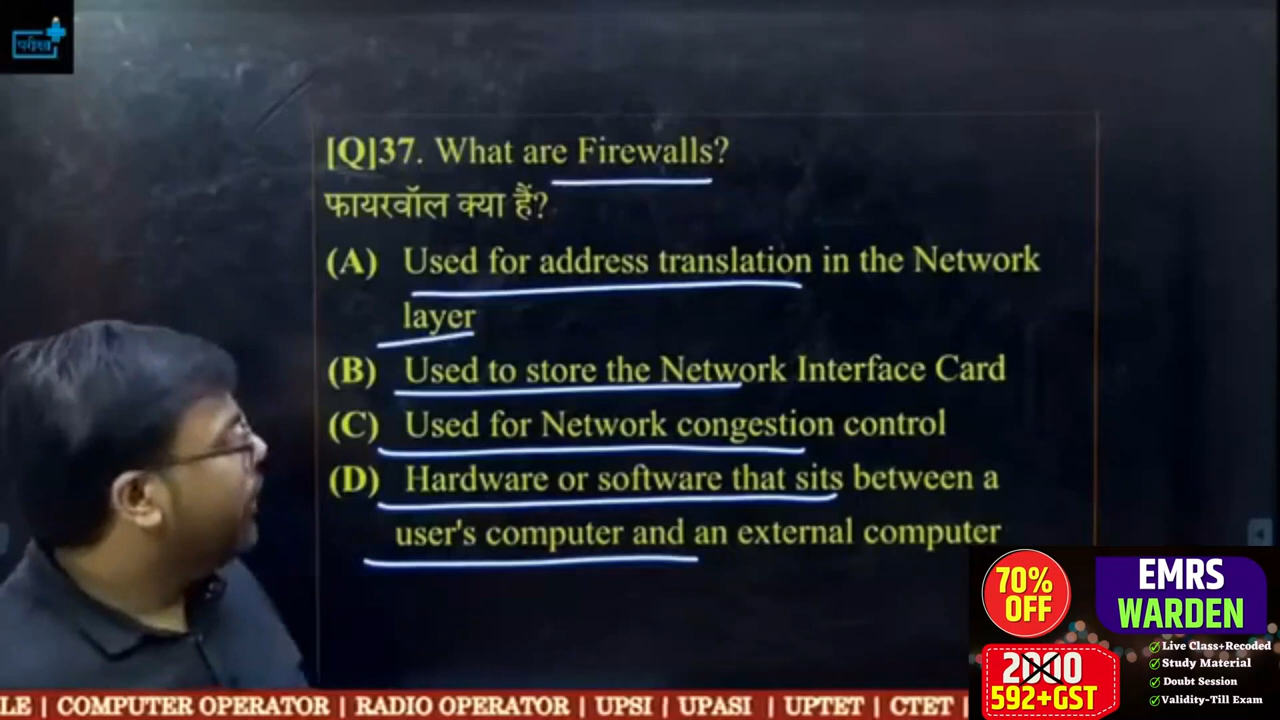 परीक्षा
[Q]37. What are Firewalls?
फायरवॉल क्या हैं?
(A) Used for address translation in the Network
layer
(B) Used to store the Network Interface Card
(C) Used for Network congestion control
(D) Hardware or software that sits between a
user's computer and an external computer
70%
OFF
EMRS
WARDEN
2000
592+GST
Live Class+Recoded
Study Material
Doubt Session
Validity-Till Exam
LE | COMPUTER OPERATOR | RADIO OPERATOR | UPSI | UPASI | UPTET | CTET |